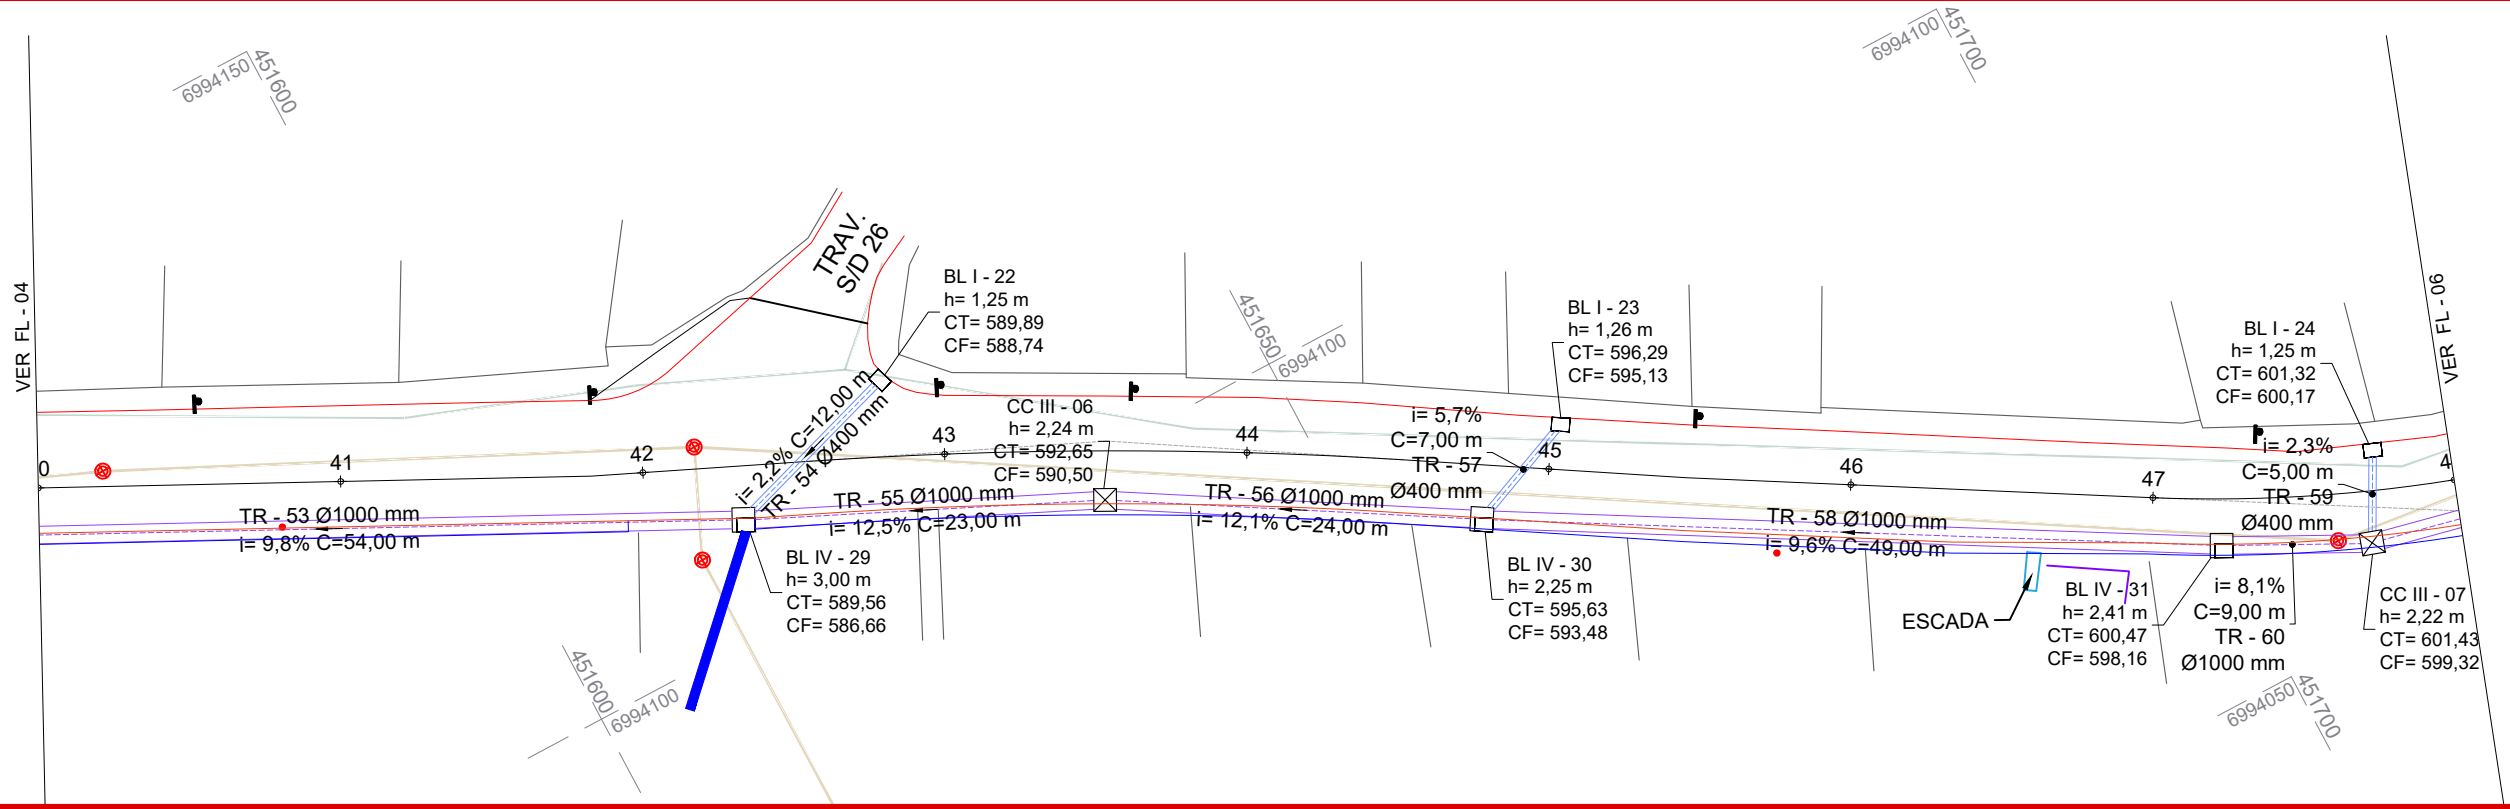 6994150
451600
6994100
451700
VER FL - 04
TRAV.
S/D 26
BL I - 22
h= 1,25 m
CT= 589,89
CF= 588,74
451650
6994100
BL I - 23
h= 1,26 m
CT= 596,29
CF= 595,13
BL I - 24
h= 1,25 m
CT= 601,32
CF= 600,17
VER FL - 06
i= 2,2% C=12,00 m
TR - 54 Ø400 mm
CC III - 06
h= 2,24 m
CT= 592,65
CF= 590,50
i= 5,7%
C=7,00 m
TR - 57
Ø400 mm
i= 2,3%
C=5,00 m
TR - 59
Ø400 mm
0
41
42
43
44
45
46
47
4
TR - 53 Ø1000 mm
i= 9,8% C=54,00 m
TR - 55 Ø1000 mm
i= 12,5% C=23,00 m
TR - 56 Ø1000 mm
i= 12,1% C=24,00 m
TR - 58 Ø1000 mm
i= 9,6% C=49,00 m
BL IV - 29
h= 3,00 m
CT= 589,56
CF= 586,66
BL IV - 30
h= 2,25 m
CT= 595,63
CF= 593,48
ESCADA
BL IV - 31
h= 2,41 m
CT= 600,47
CF= 598,16
i= 8,1%
C=9,00 m
TR - 60
Ø1000 mm
CC III - 07
h= 2,22 m
CT= 601,43
CF= 599,32
451600
6994100
6994050
451700